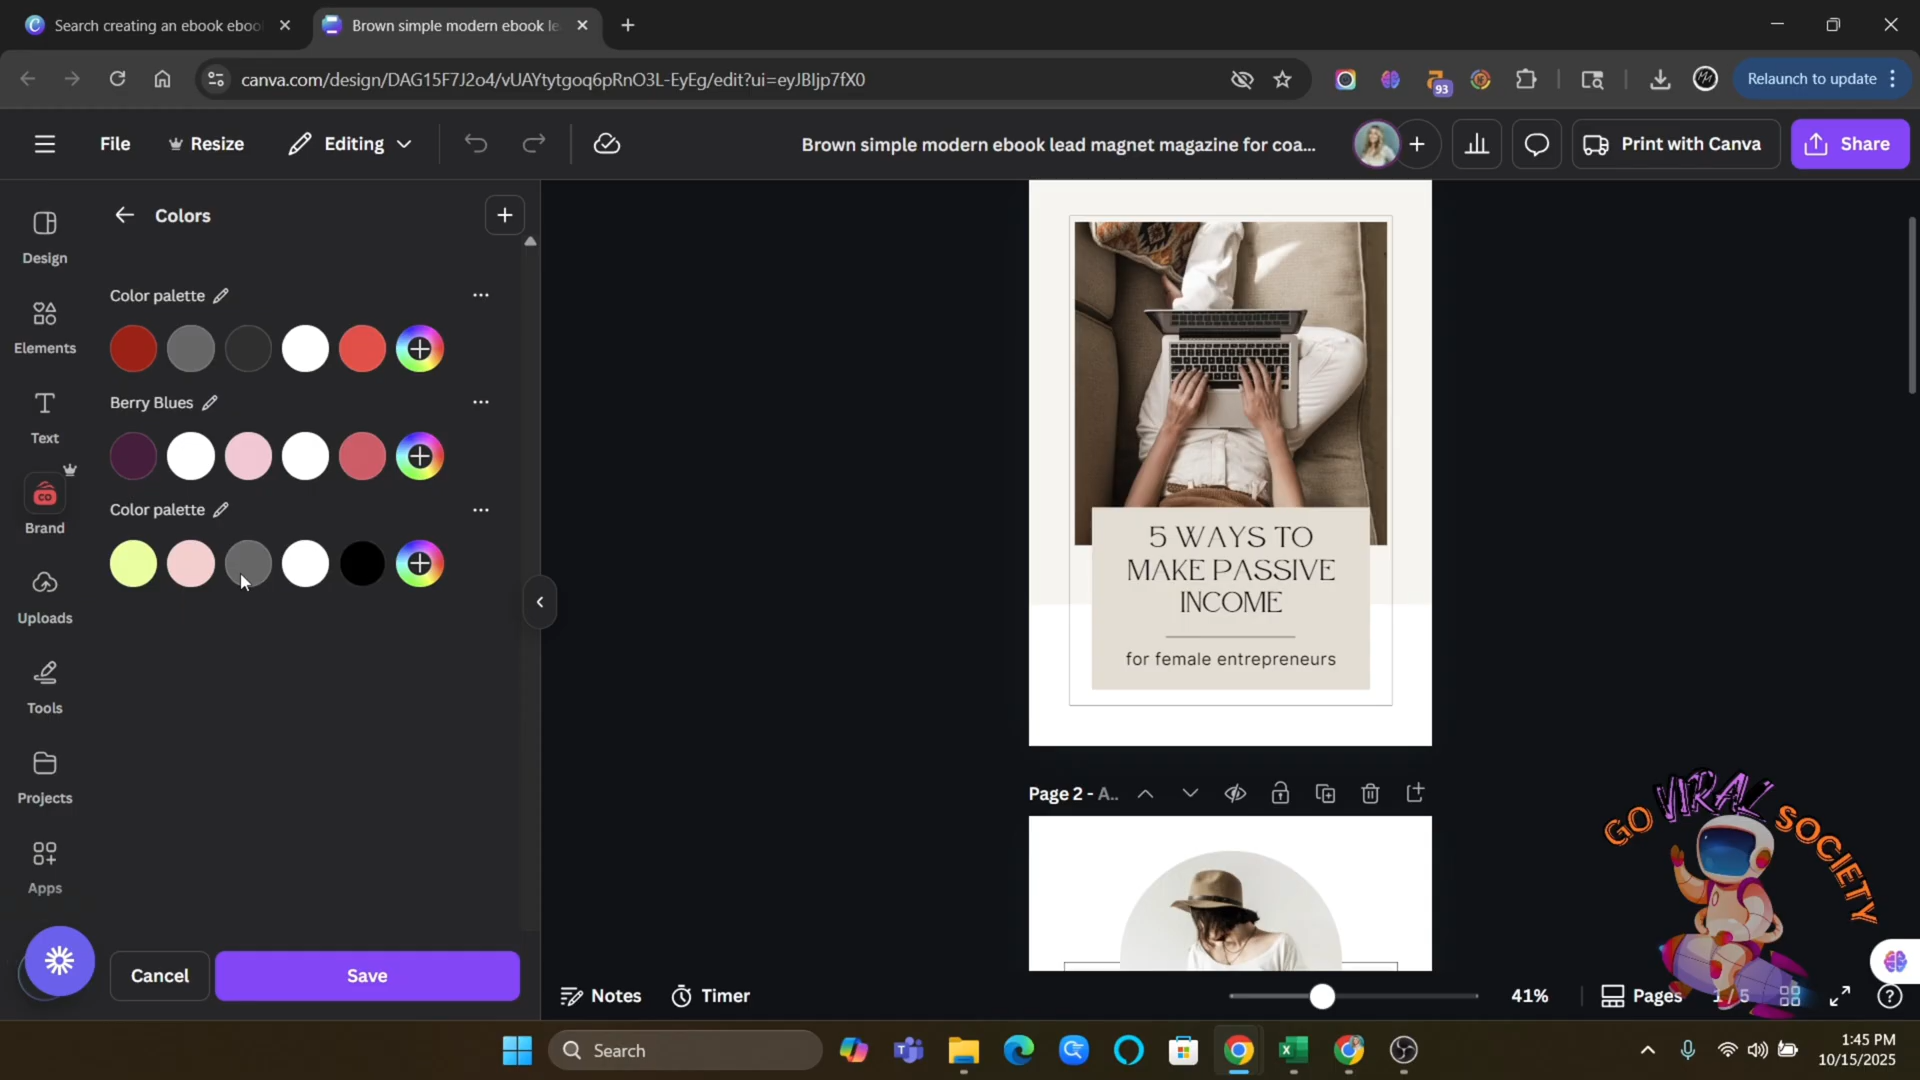 Search creating an ebook eboo
Brown simple modern ebook le
canva.com/design/DAG15F7J2o4/vUAYtytgoq6pRnO3L-EyEg/edit?ui=eyJBIjp7fX0
93
Relaunch to update
File
Resize
Editing
Brown simple modern ebook lead magnet magazine for coa...
Print with Canva
Share
Design
Elements
Text
CO
Brand
Uploads
Tools
Projects
Apps
Colors
Color palette
Berry Blues
Color palette
Cancel
Save
5 WAYS TO
MAKE PASSIVE
INCOME
for female entrepreneurs
Page 2 - A..
GO VIRAL SOCIETY
Notes
Timer
41%
Pages
1 / 5
Search
1:45 PM
10/15/2025